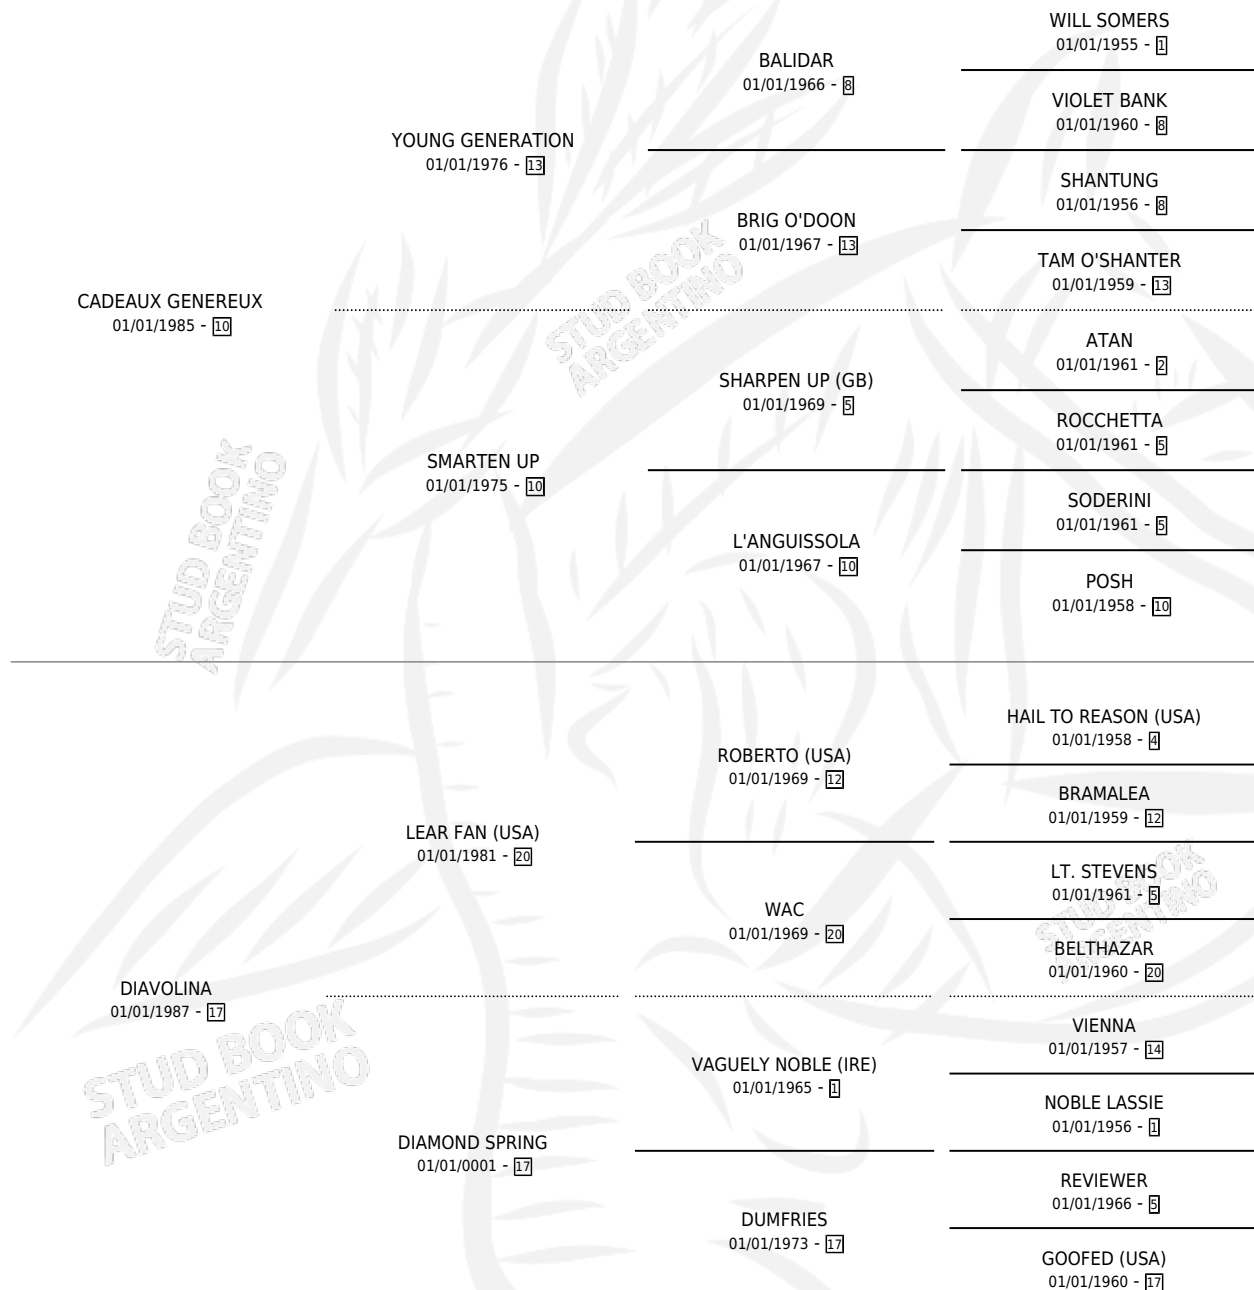 WILL SOMERS
01/01/1955 - 1
BALIDAR
01/01/1966 - 8
VIOLET BANK
01/01/1960 - 8
YOUNG GENERATION
01/01/1976 - 13
SHANTUNG
01/01/1956 - 8
BRIG O'DOON
01/01/1967 - 13
TAM O'SHANTER
01/01/1959 - 13
CADEAUX GENEREUX
01/01/1985 - 10
STUD BOOK
ARGENTINO
ATAN
01/01/1961 - 2
SHARPEN UP (GB)
01/01/1969 - 5
ROCCHETTA
01/01/1961 - 5
SMARTEN UP
01/01/1975 - 10
SODERINI
01/01/1961 - 5
L'ANGUISSOLA
01/01/1967 - 10
POSH
01/01/1958 - 10
STUD BOOK
ARGENTINO
HAIL TO REASON (USA)
01/01/1958 - 4
ROBERTO (USA)
01/01/1969 - 12
BRAMALEA
01/01/1959 - 12
LEAR FAN (USA)
01/01/1981 - 20
LT. STEVENS
01/01/1961 - 5
WAC
01/01/1969 - 20
BELTHAZAR
01/01/1960 - 20
STUD BOOK
ARGENTINO
DIAVOLINA
01/01/1987 - 17
VIENNA
01/01/1957 - 14
VAGUELY NOBLE (IRE)
01/01/1965 - 1
NOBLE LASSIE
01/01/1956 - 1
STUD BOOK
ARGENTINO
DIAMOND SPRING
01/01/0001 - 17
REVIEWER
01/01/1966 - 5
DUMFRIES
01/01/1973 - 17
GOOFED (USA)
01/01/1960 - 17